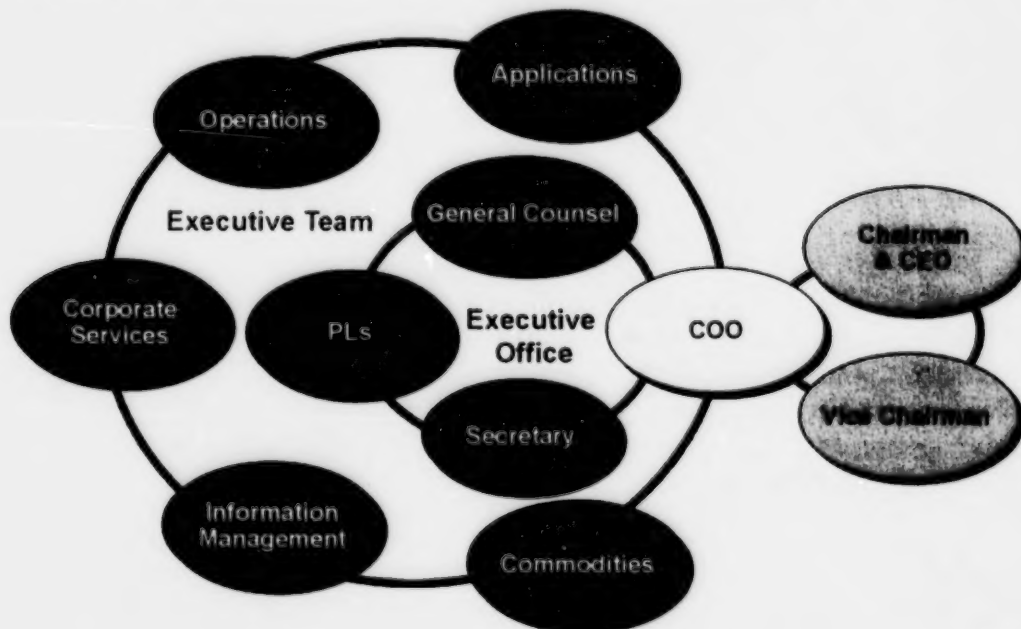 Applications
Operations
General Counsel
Executive Team
Chairman
& CEO
Corporate
Services
PLs
Executive
Office
COO
Vice Chairman
Secretary
Information
Management
Commodities